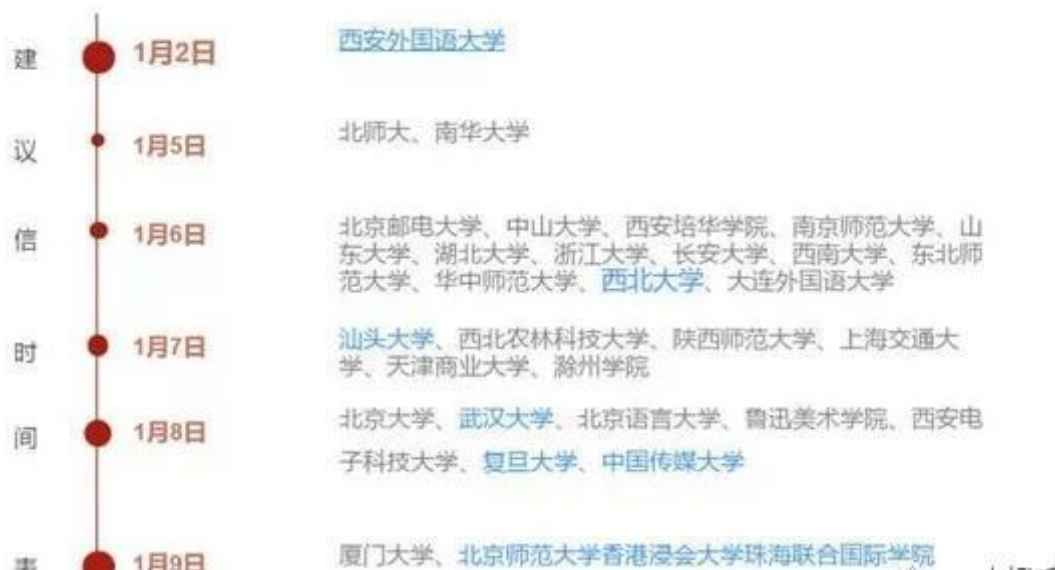 建
1月2日
西安外国语大学
议
1月5日
北师大、南华大学
信
1月6日
北京邮电大学、中山大学、西安培华学院、南京师范大学、山
东大学、湖北大学、浙江大学、长安大学、西南大学、东北师
范大学、华中师范大学、西北大学、大连外国语大学
时
1月7日
汕头大学、西北农林科技大学、陕西师范大学、上海交通大
学、天津商业大学、滁州学院
间
1月8日
北京大学、武汉大学、北京语言大学、鲁迅美术学院、西安电
子科技大学、复旦大学、中国传媒大学
1月9日
厦门大学、北京师范大学香港浸会大学珠海联合国际学院